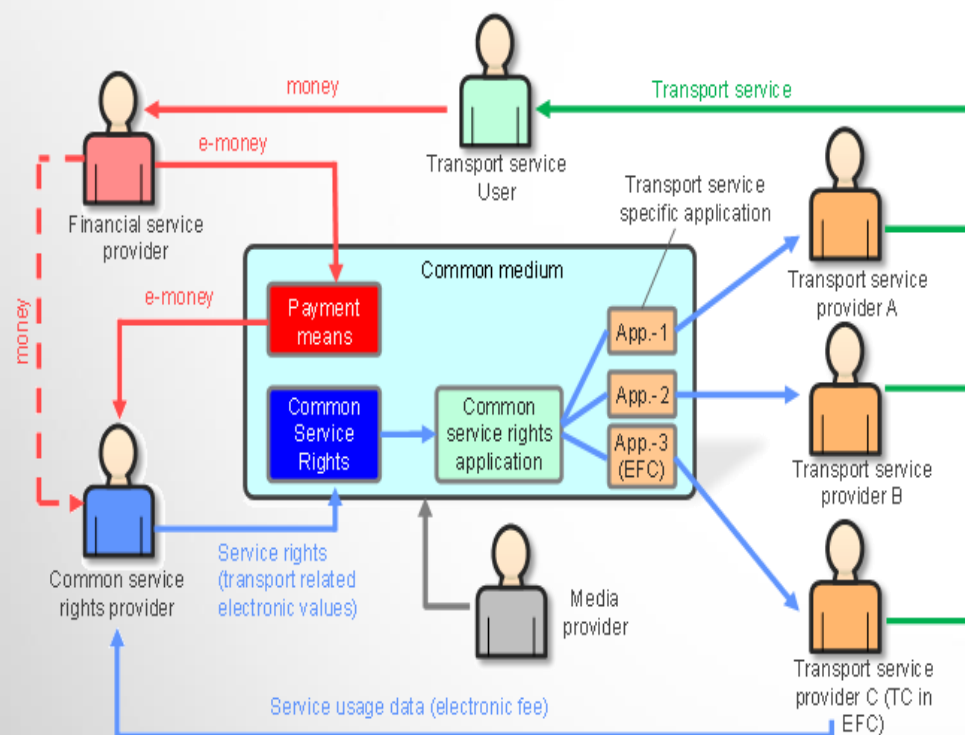 money
Transport service
e-money
Transport service
User
Transport service
specific application
Financial service
provider
Common medium
Transport service
provider A
e-money
money
Payment
means
App.-1
Common
Service
Rights
Common
service rights
application
App.-2
App.-3
(EFC)
Transport service
provider B
Common service
rights provider
Service rights
(transport related
electronic values)
Media
provider
Transport service
provider C (TC in
EFC)
Service usage data (electronic fee)